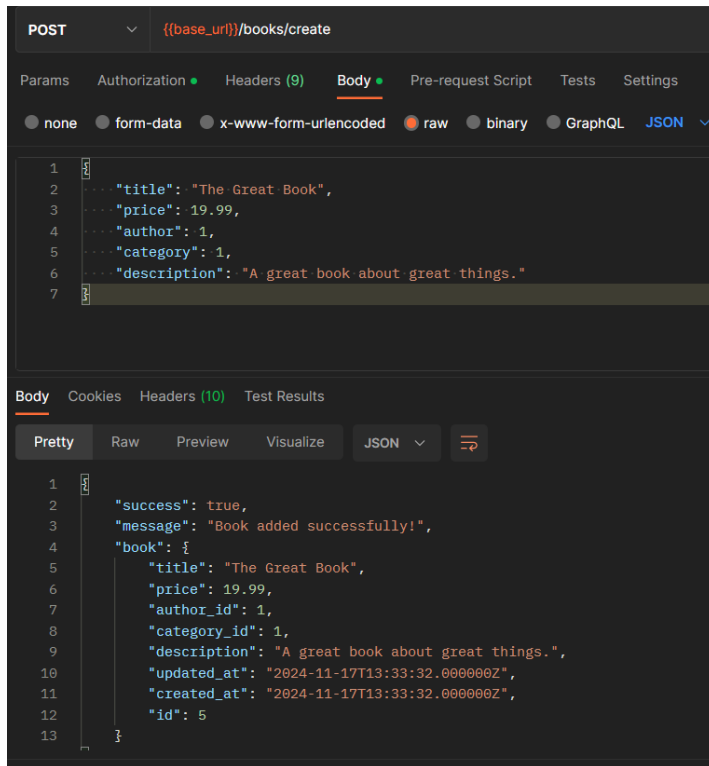 POST {{base_url}}/books/create
Params Authorization Headers (9) Body Pre-request Script Tests Settings
none form-data x-www-form-urlencoded raw binary GraphQL JSON
1 {
2 "title": "The Great Book",
3 "price": 19.99,
4 "author": 1,
5 "category": 1,
6 "description": "A great book about great things."
7 }
Body Cookies Headers (10) Test Results
Pretty Raw Preview Visualize JSON
1 {
2 "success": true,
3 "message": "Book added successfully!",
4 "book": {
5 "title": "The Great Book",
6 "price": 19.99,
7 "author_id": 1,
8 "category_id": 1,
9 "description": "A great book about great things.",
10 "updated_at": "2024-11-17T13:33:32.000000Z",
11 "created_at": "2024-11-17T13:33:32.000000Z",
12 "id": 5
13 }